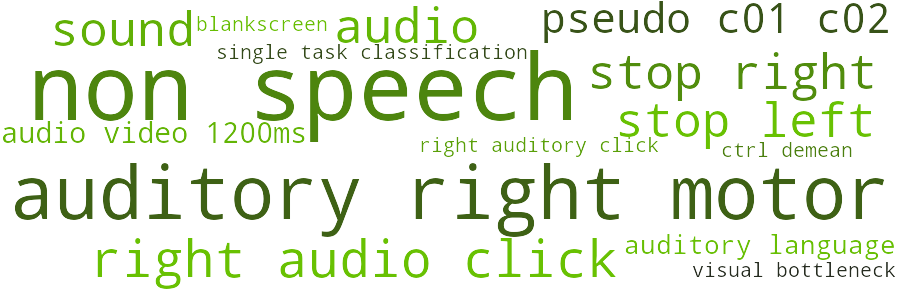 sound
blankscreen
audio
pseudo c01 c02
single task classification
non speech
stop right
stop left
audio video 1200ms
right auditory click
ctrl demean
auditory right motor
right audio click
auditory language
visual bottleneck